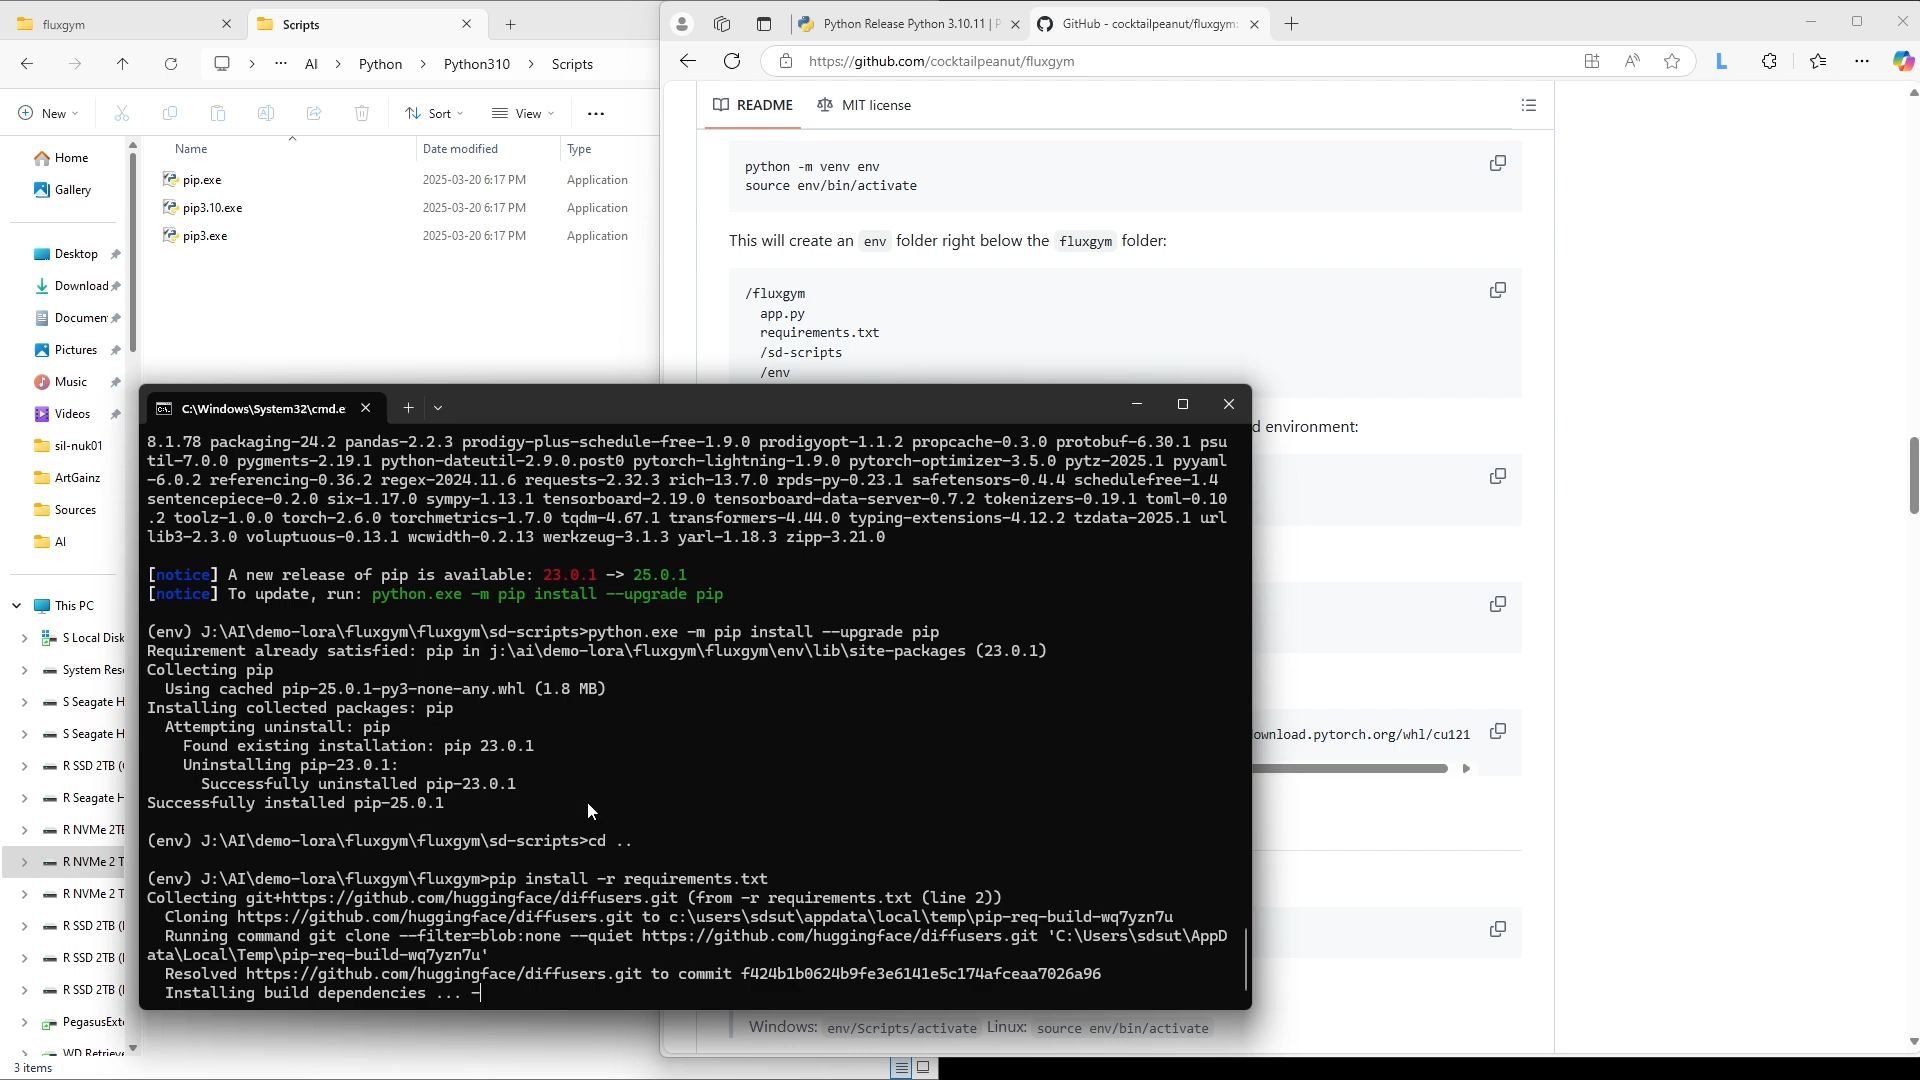 fluxgym
Scripts
AI > Python > Python310 > Scripts
New
Sort
View
Name
Date modified
Type
pip.exe 2025-03-20 6:17 PM Application
pip3.10.exe 2025-03-20 6:17 PM Application
pip3.exe 2025-03-20 6:17 PM Application
Home
Gallery
Desktop
Download
Documen
Pictures
Music
Videos
sil-nuk01
ArtGainz
Sources
AI
This PC
S Local Disk
System Res
S Seagate H
S Seagate H
R SSD 2TB (
R Seagate H
R NVMe 2TB
R NVMe 2 T
R NVMe 2 T
R SSD 2TB (
R SSD 2TB (
R SSD 2TB (
PegasusExt
WD Retrieve
3 items
Python Release Python 3.10.11 | P
GitHub - cocktailpeanut/fluxgym:
https://github.com/cocktailpeanut/fluxgym
README
MIT license
python -m venv env
source env/bin/activate
This will create an env folder right below the fluxgym folder:
/fluxgym
app.py
requirements.txt
/sd-scripts
/env
d environment:
ownload.pytorch.org/whl/cu121
Windows: env/Scripts/activate Linux: source env/bin/activate
C:\Windows\System32\cmd.e
8.1.78 packaging-24.2 pandas-2.2.3 prodigy-plus-schedule-free-1.9.0 prodigyopt-1.1.2 propcache-0.3.0 protobuf-6.30.1 psu
til-7.0.0 pygments-2.19.1 python-dateutil-2.9.0.post0 pytorch-lightning-1.9.0 pytorch-optimizer-3.5.0 pytz-2025.1 pyyaml
-6.0.2 referencing-0.36.2 regex-2024.11.6 requests-2.32.3 rich-13.7.0 rpds-py-0.23.1 safetensors-0.4.4 schedulefree-1.4
sentencepiece-0.2.0 six-1.17.0 sympy-1.13.1 tensorboard-2.19.0 tensorboard-data-server-0.7.2 tokenizers-0.19.1 toml-0.10
.2 toolz-1.0.0 torch-2.6.0 torchmetrics-1.7.0 tqdm-4.67.1 transformers-4.44.0 typing-extensions-4.12.2 tzdata-2025.1 url
lib3-2.3.0 voluptuous-0.13.1 wcwidth-0.2.13 werkzeug-3.1.3 yarl-1.18.3 zipp-3.21.0
[notice] A new release of pip is available: 23.0.1 -> 25.0.1
[notice] To update, run: python.exe -m pip install --upgrade pip
(env) J:\AI\demo-lora\fluxgym\fluxgym\sd-scripts>python.exe -m pip install --upgrade pip
Requirement already satisfied: pip in j:\ai\demo-lora\fluxgym\fluxgym\env\lib\site-packages (23.0.1)
Collecting pip
Using cached pip-25.0.1-py3-none-any.whl (1.8 MB)
Installing collected packages: pip
Attempting uninstall: pip
Found existing installation: pip 23.0.1
Uninstalling pip-23.0.1:
Successfully uninstalled pip-23.0.1
Successfully installed pip-25.0.1
(env) J:\AI\demo-lora\fluxgym\fluxgym\sd-scripts>cd ..
(env) J:\AI\demo-lora\fluxgym\fluxgym>pip install -r requirements.txt
Collecting git+https://github.com/huggingface/diffusers.git (from -r requirements.txt (line 2))
Cloning https://github.com/huggingface/diffusers.git to c:\users\sdsut\appdata\local\temp\pip-req-build-wq7yzn7u
Running command git clone --filter=blob:none --quiet https://github.com/huggingface/diffusers.git 'C:\Users\sdsut\AppD
ata\Local\Temp\pip-req-build-wq7yzn7u'
Resolved https://github.com/huggingface/diffusers.git to commit f424b1b0624b9fe3e6141e5c174afceaa7026a96
Installing build dependencies ... -